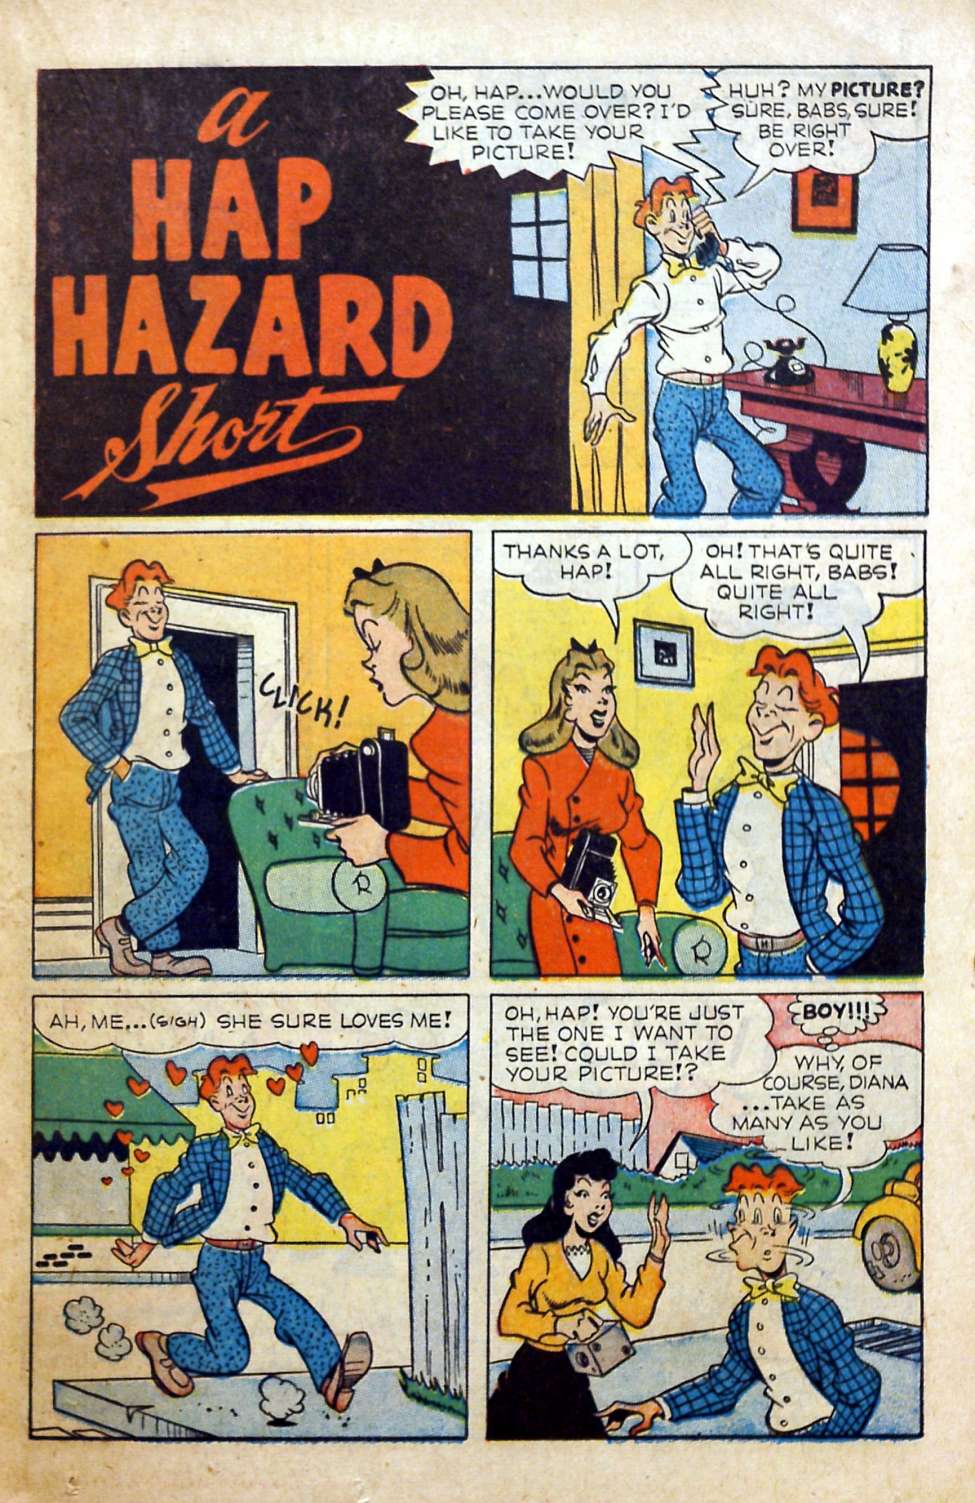 a
HAP
HAZARD
Short
OH, HAP...WOULD YOU
PLEASE COME OVER? I'D
LIKE TO TAKE YOUR
PICTURE!
HUH? MY PICTURE?
SURE, BABS, SURE!
BE RIGHT
OVER!
CLICK!
THANKS A LOT,
HAP!
OH! THAT'S QUITE
ALL RIGHT, BABS!
QUITE ALL
RIGHT!
AH, ME...(SIGH) SHE SURE LOVES ME!
OH, HAP! YOU'RE JUST
THE ONE I WANT TO
SEE! COULD I TAKE
YOUR PICTURE!?
BOY!!!
WHY, OF
COURSE, DIANA
...TAKE AS
MANY AS YOU
LIKE!